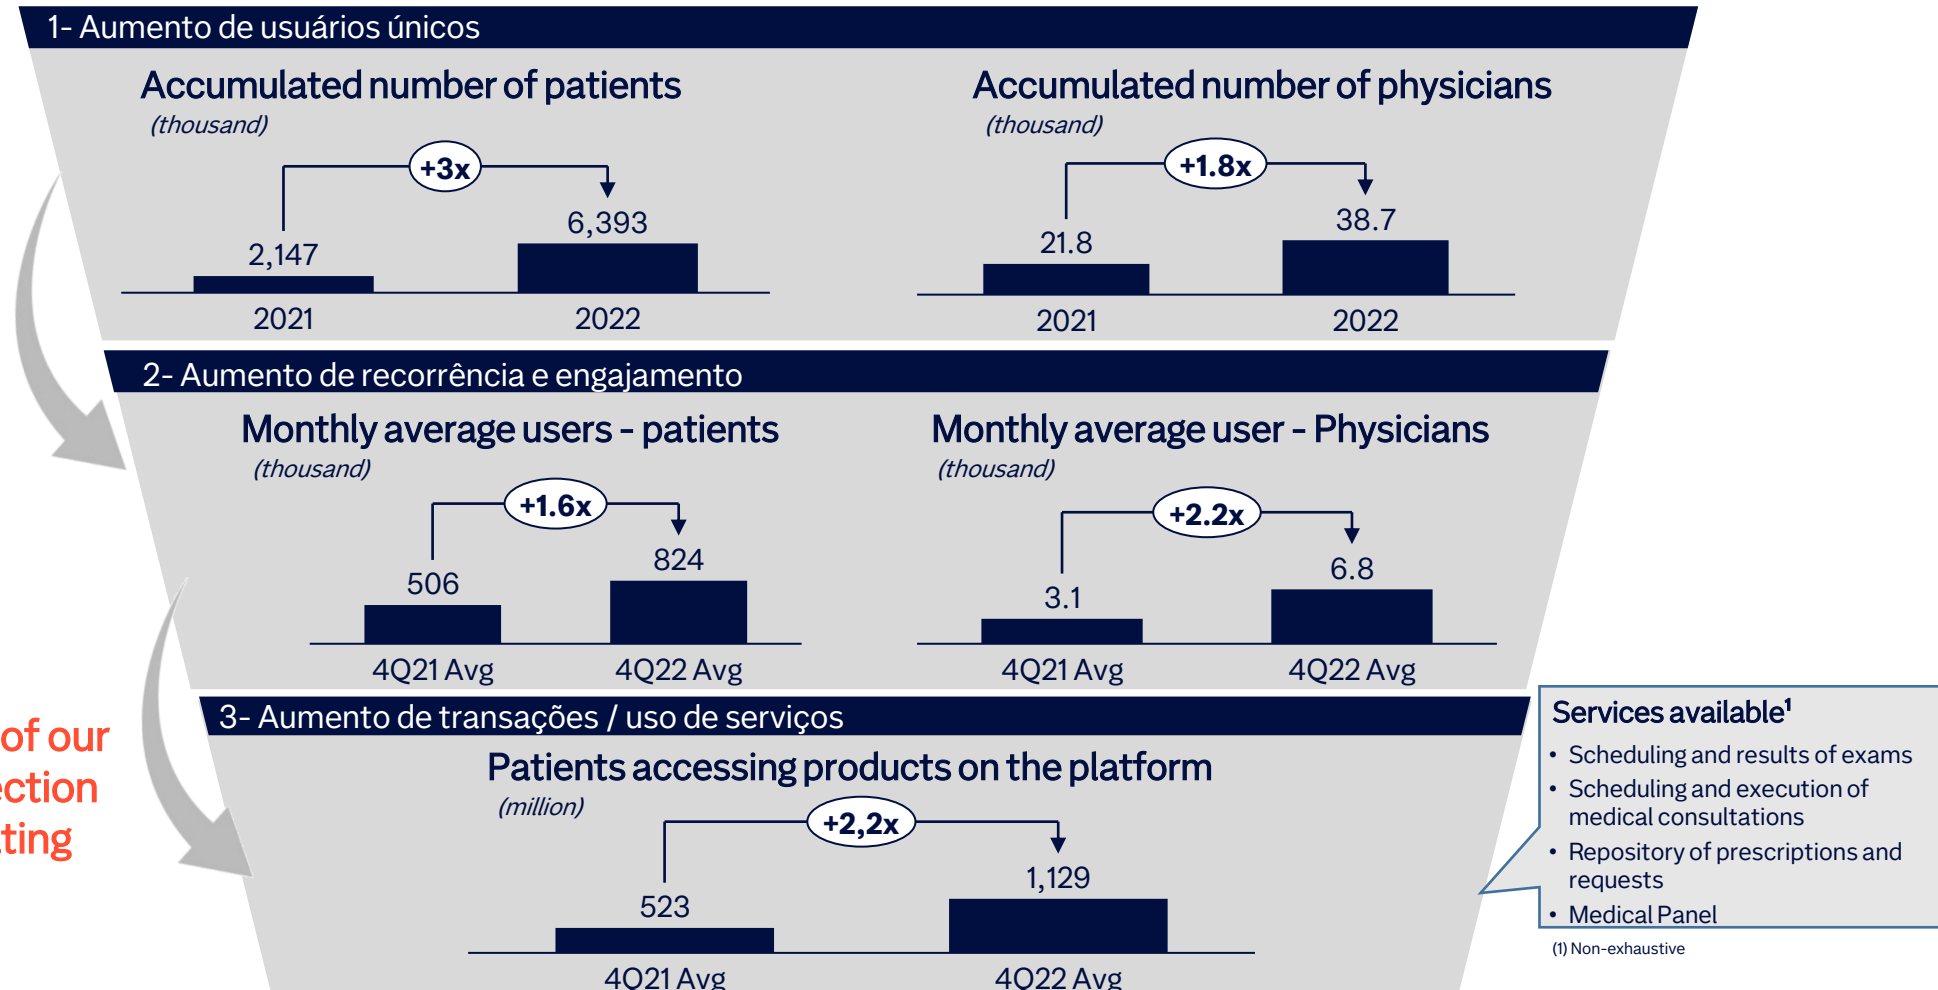 1- Aumento de usuários únicos
Accumulated number of patients
(thousand)
+3x
2,147
6,393
2021
2022
Accumulated number of physicians
(thousand)
+1.8x
21.8
38.7
2021
2022
2- Aumento de recorrência e engajamento
Monthly average users - patients
(thousand)
+1.6x
506
824
4Q21 Avg
4Q22 Avg
Monthly average user - Physicians
(thousand)
+2.2x
3.1
6.8
4Q21 Avg
4Q22 Avg
of our
ection
ting
3- Aumento de transações / uso de serviços
Patients accessing products on the platform
(million)
+2,2x
523
1,129
4Q21 Avg
4Q22 Avg
Services available¹
• Scheduling and results of exams
• Scheduling and execution of
medical consultations
• Repository of prescriptions and
requests
• Medical Panel
(1) Non-exhaustive